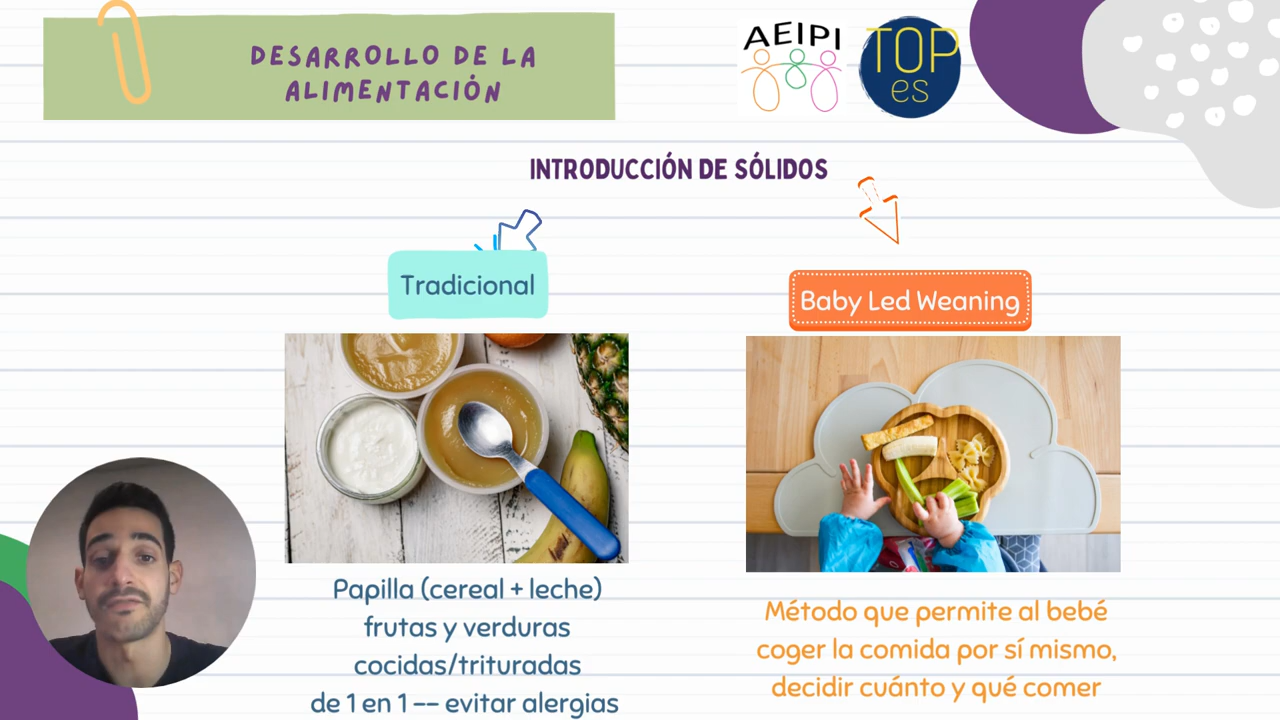 DESARROLLO DE LA
ALIMENTACIÓN
AEIPI
TOP
es
INTRODUCCIÓN DE SÓLIDOS
Tradicional
Baby Led Weaning
Papilla (cereal + leche)
frutas y verduras
cocidas/trituradas
de 1 en 1 -- evitar alergias
Método que permite al bebé
coger la comida por sí mismo,
decidir cuánto y qué comer